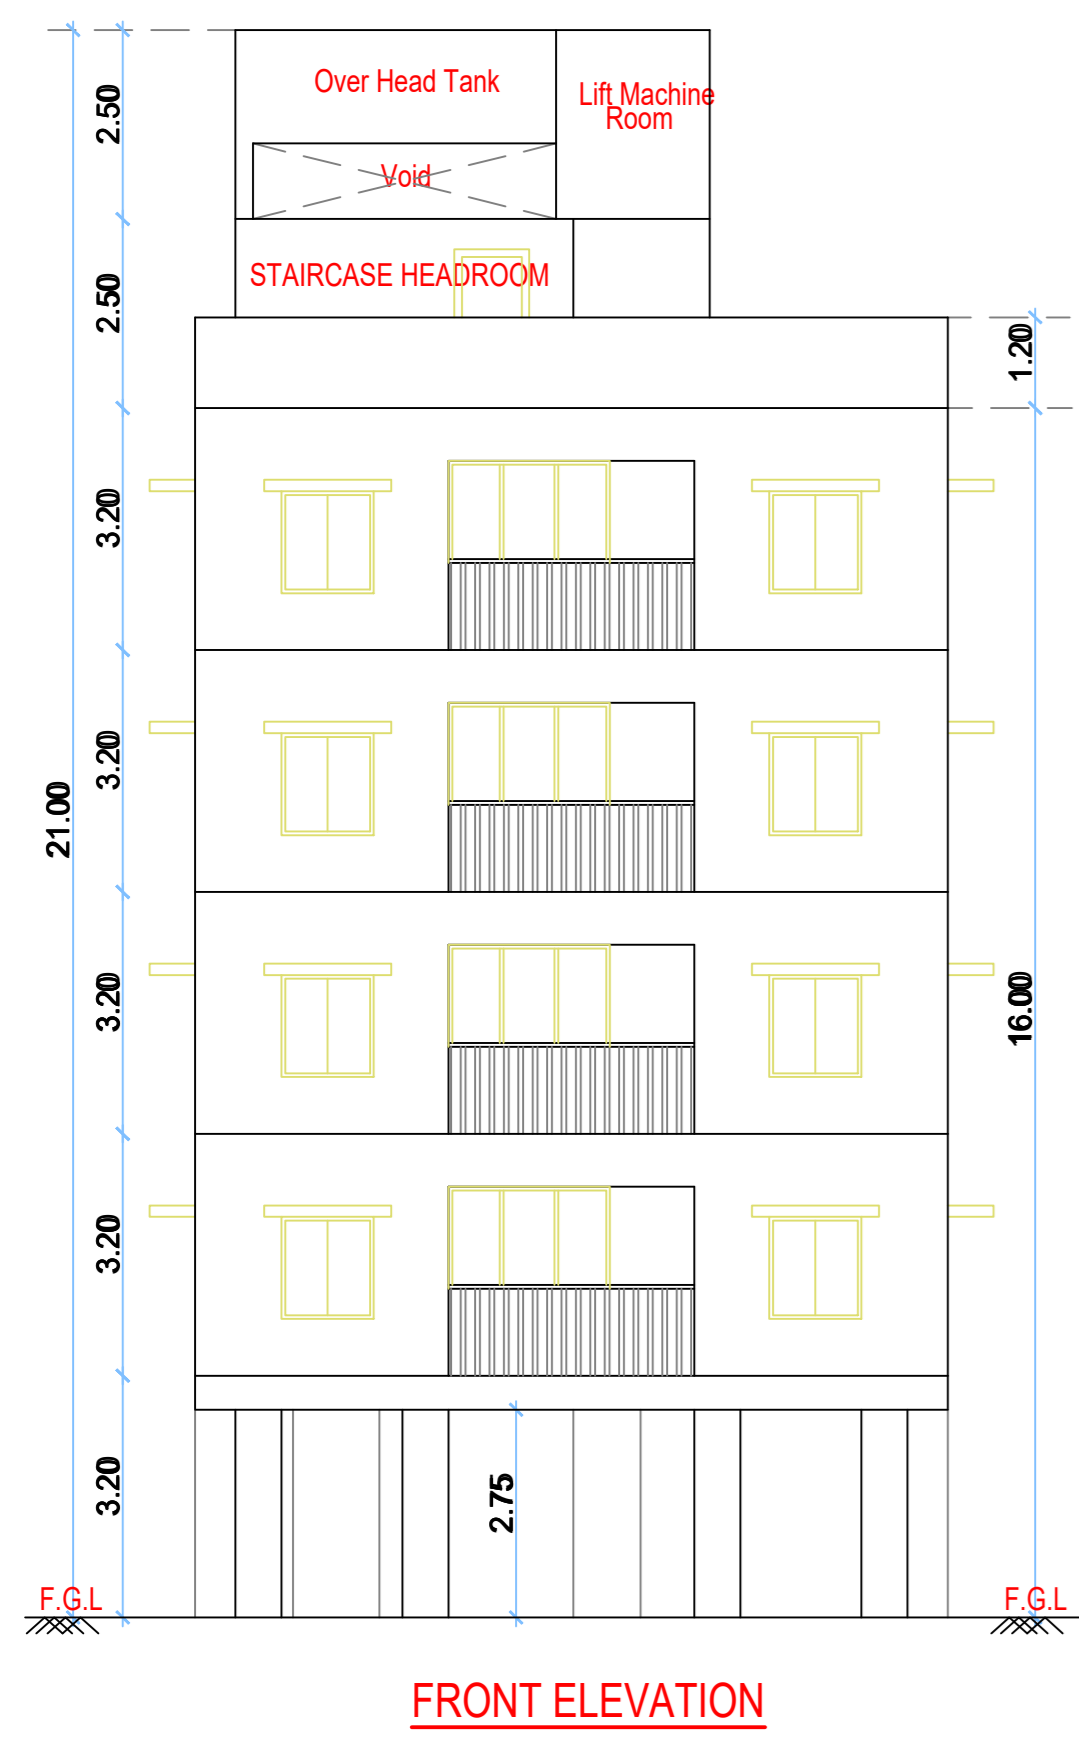 Over Head Tank
Lift Machine
Room
2.50
Void
STAIRCASE HEADROOM
2.50
1.20
3.20
3.20
21.00
3.20
16.00
3.20
3.20
2.75
F.G.L
F.G.L
FRONT ELEVATION